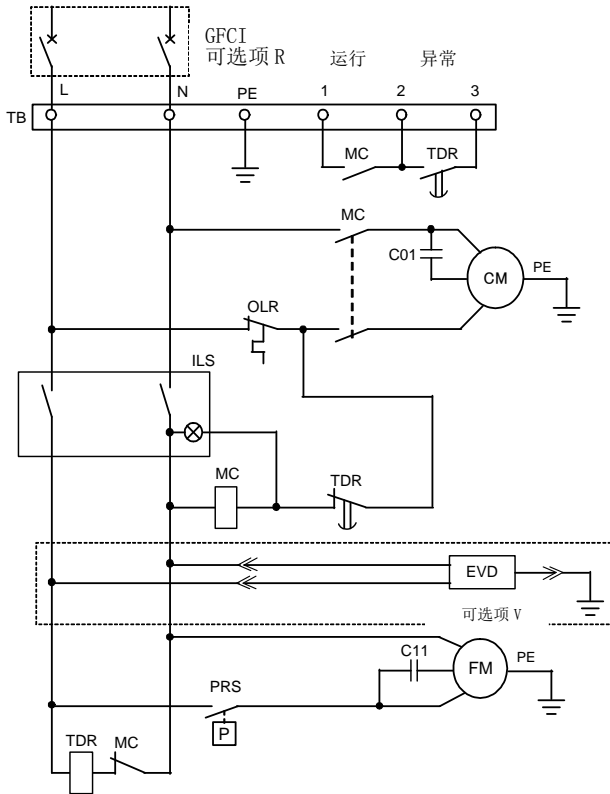 GFCI
可选项 R 运行 异常
L N PE 1 2 3
TB
MC TDR
MC
C01
CM PE
OLR
ILS
MC TDR
EVD
可选项 V
C11
FM PE
PRS
P
TDR MC